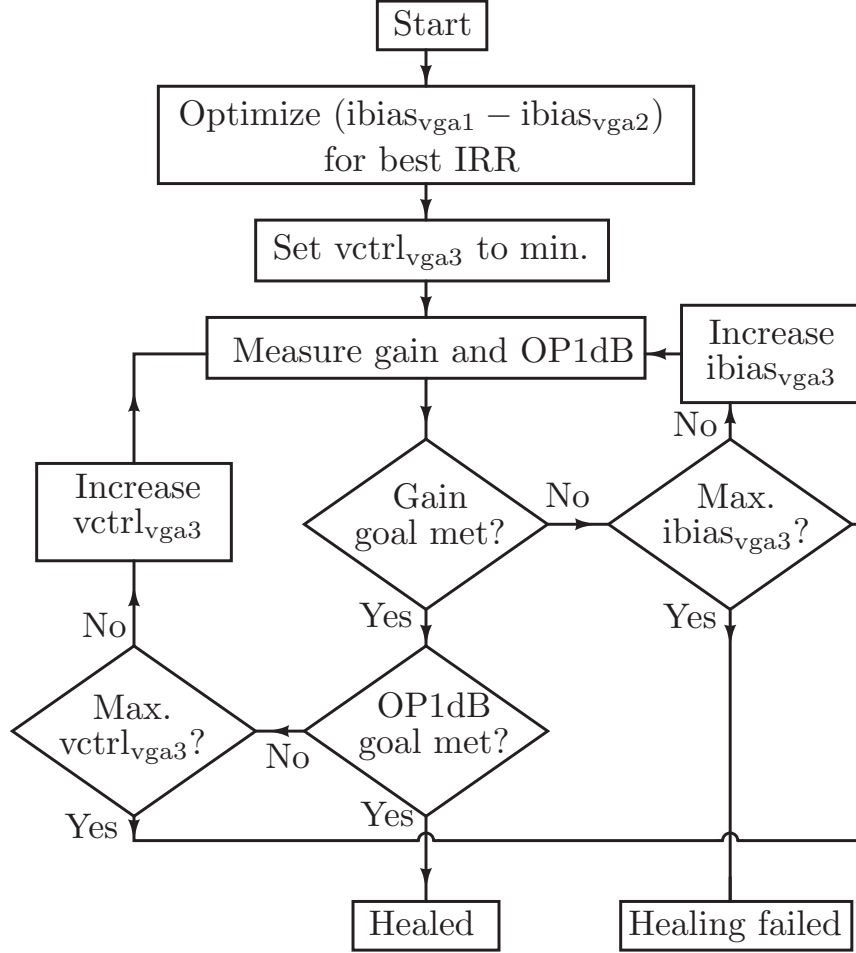 Start
Optimize (ibias_vga1 − ibias_vga2)
for best IRR
Set vctrl_vga3 to min.
Measure gain and OP1dB
Increase
ibias_vga3
No
Increase
vctrl_vga3
Gain
goal met?
No
Max.
ibias_vga3?
No
Yes
Yes
Max.
vctrl_vga3?
No
OP1dB
goal met?
Yes
Yes
Healed
Healing failed